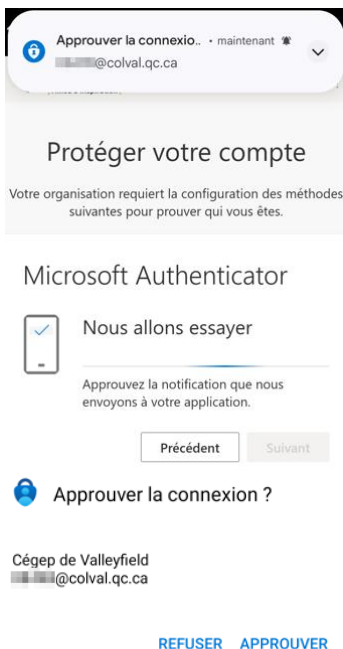 Approuver la connexio.. • maintenant
@colval.qc.ca
Protéger votre compte
Votre organisation requiert la configuration des méthodes
suivantes pour prouver qui vous êtes.
Microsoft Authenticator
Nous allons essayer
Approuvez la notification que nous
envoyons à votre application.
Précédent
Suivant
Approuver la connexion ?
Cégep de Valleyfield
@colval.qc.ca
REFUSER APPROUVER